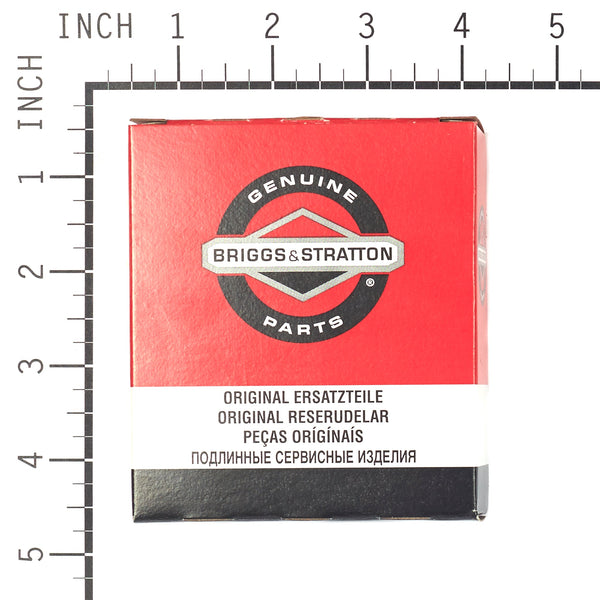 INCH 1 2 3 4 5
INCH
1
2
3
4
5
GENUINE
BRIGGS&STRATTON
®
PARTS
ORIGINAL ERSATZTEILE
ORIGINAL RESERUDELAR
PEÇAS ORÍGÍNAÍS
ПОДЛИННЫЕ СЕРВИСНЫЕ ИЗДЕЛИЯ